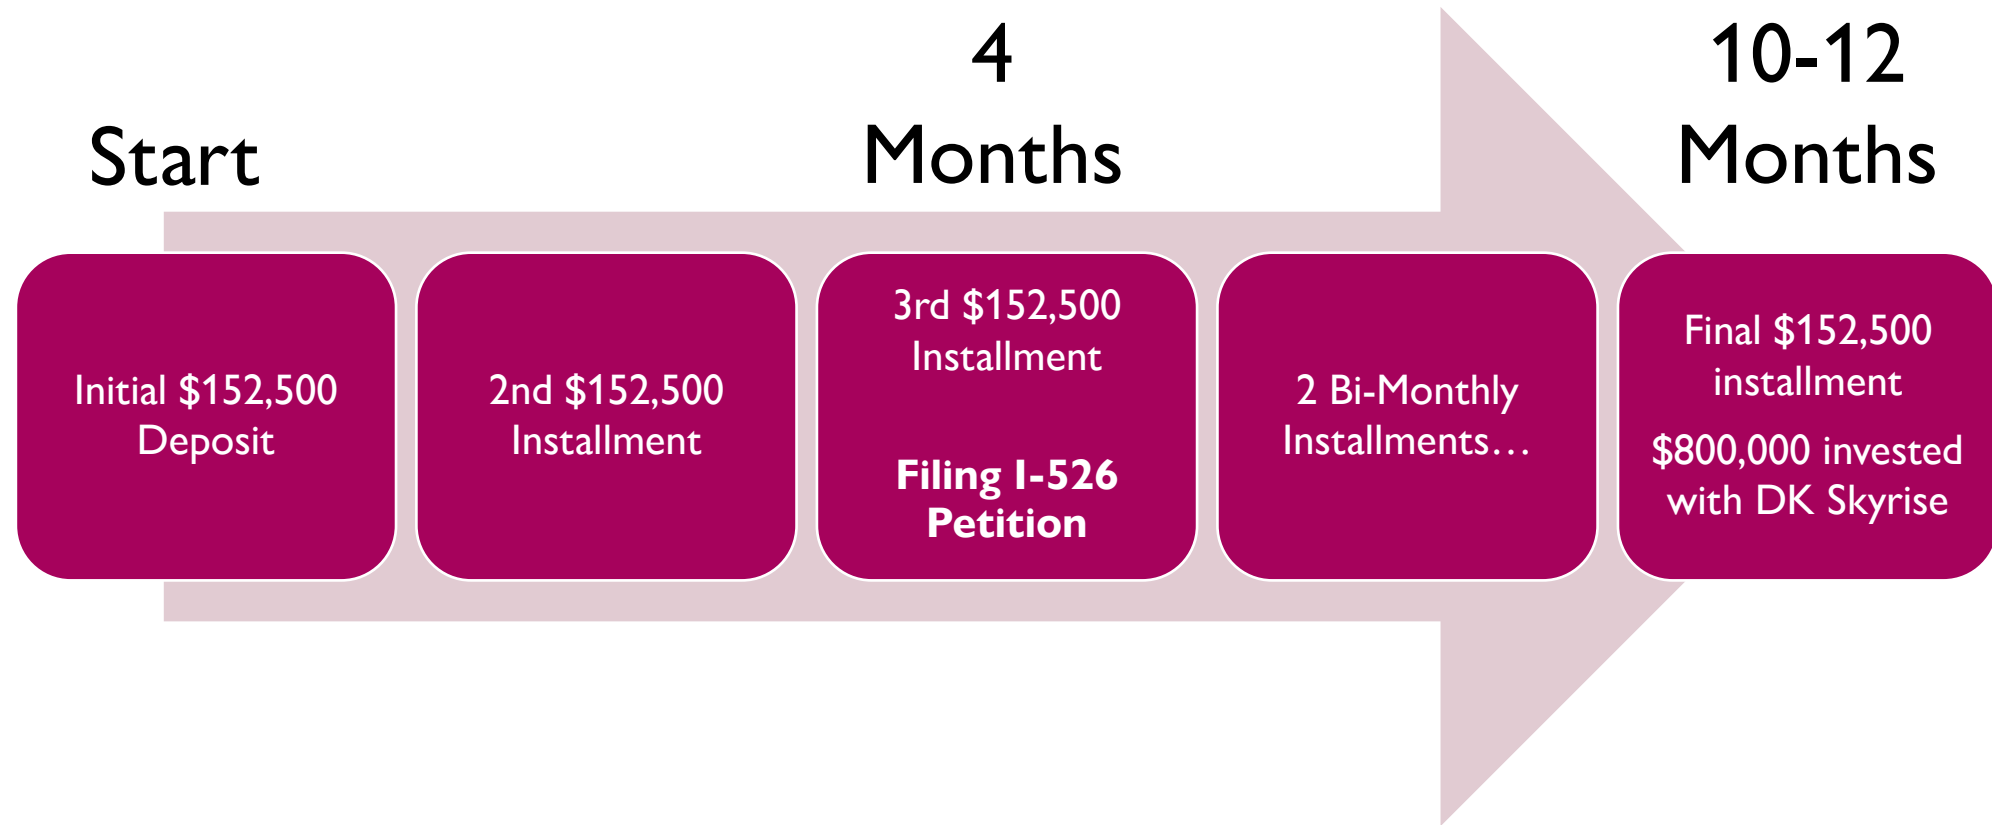 Start
4
Months
10-12
Months
Initial $152,500
Deposit
2nd $152,500
Installment
3rd $152,500
Installment
Filing I-526
Petition
2 Bi-Monthly
Installments…
Final $152,500
installment
$800,000 invested
with DK Skyrise